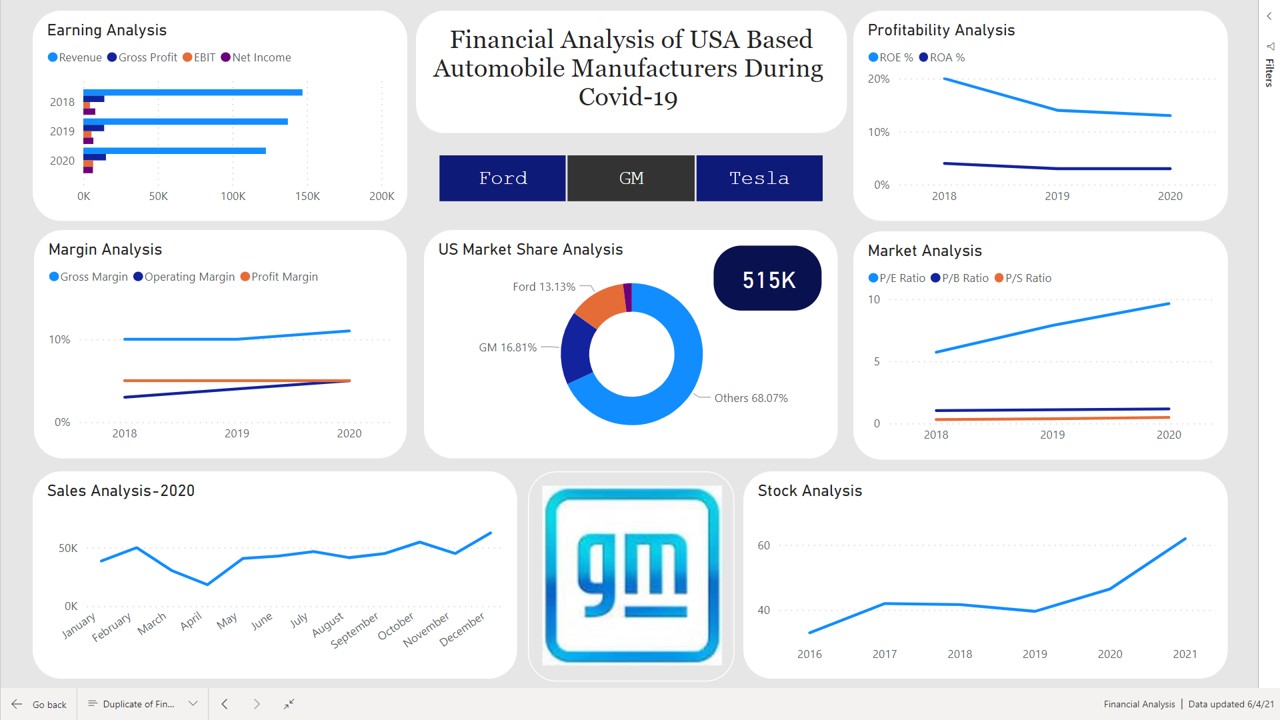 Earning Analysis
Revenue Gross Profit EBIT Net Income
2018
2019
2020
0K 50K 100K 150K 200K
Financial Analysis of USA Based
Automobile Manufacturers During
Covid-19
Ford GM Tesla
Profitability Analysis
ROE % ROA %
20%
10%
0%
2018 2019 2020
Filters
Margin Analysis
Gross Margin Operating Margin Profit Margin
10%
0%
2018 2019 2020
US Market Share Analysis
515K
Ford 13.13%
GM 16.81%
Others 68.07%
Market Analysis
P/E Ratio P/B Ratio P/S Ratio
10
5
0
2018 2019 2020
Sales Analysis-2020
50K
0K
January February March April May June July August September October November December
gm
Stock Analysis
60
40
2016 2017 2018 2019 2020 2021
Go back Duplicate of Fin... Financial Analysis | Data updated 6/4/21